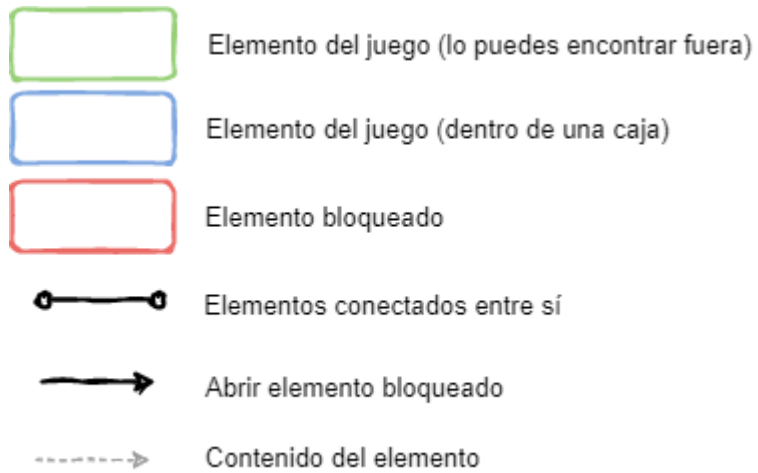 Elemento del juego (lo puedes encontrar fuera)
Elemento del juego (dentro de una caja)
Elemento bloqueado
Elementos conectados entre sí
Abrir elemento bloqueado
Contenido del elemento